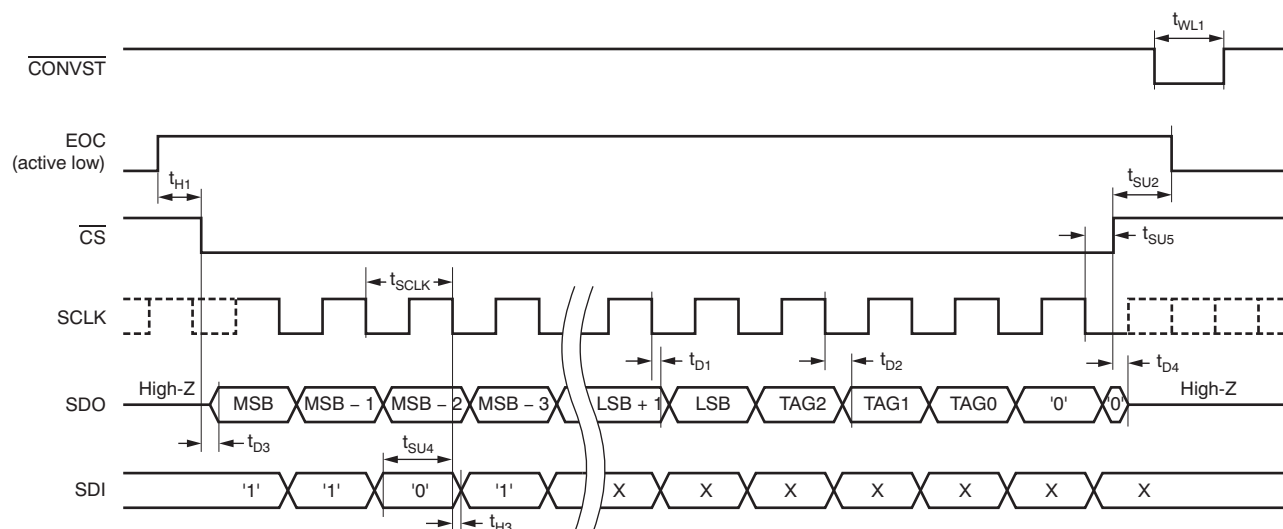 t_WL1
CONVST
EOC
(active low)
t_H1
t_SU2
CS
t_SU5
t_SCLK
SCLK
t_D1
t_D2
t_D4
High-Z
SDO
MSB
MSB – 1
MSB – 2
MSB – 3
LSB + 1
LSB
TAG2
TAG1
TAG0
'0'
'0'
High-Z
t_D3
t_SU4
SDI
'1'
'1'
'0'
'1'
X
X
X
X
X
X
X
t_H3